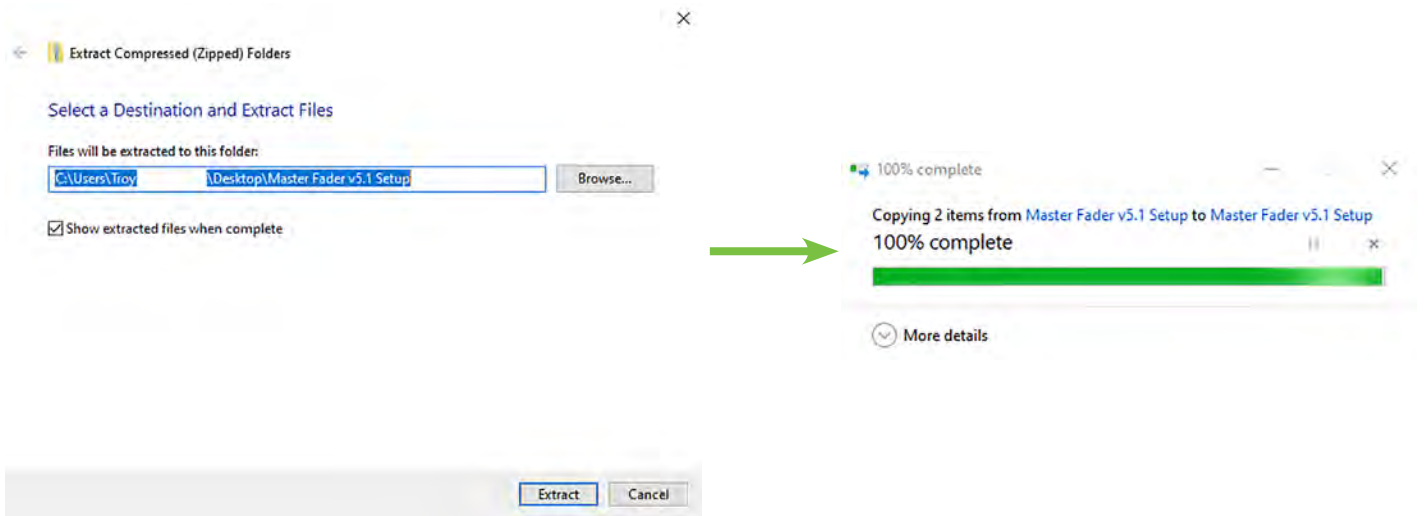 Extract Compressed (Zipped) Folders
Select a Destination and Extract Files
Files will be extracted to this folder:
C:\Users\Troy \Desktop\Master Fader v5.1 Setup
Browse...
Show extracted files when complete
Extract
Cancel
100% complete
Copying 2 items from Master Fader v5.1 Setup to Master Fader v5.1 Setup
100% complete
More details